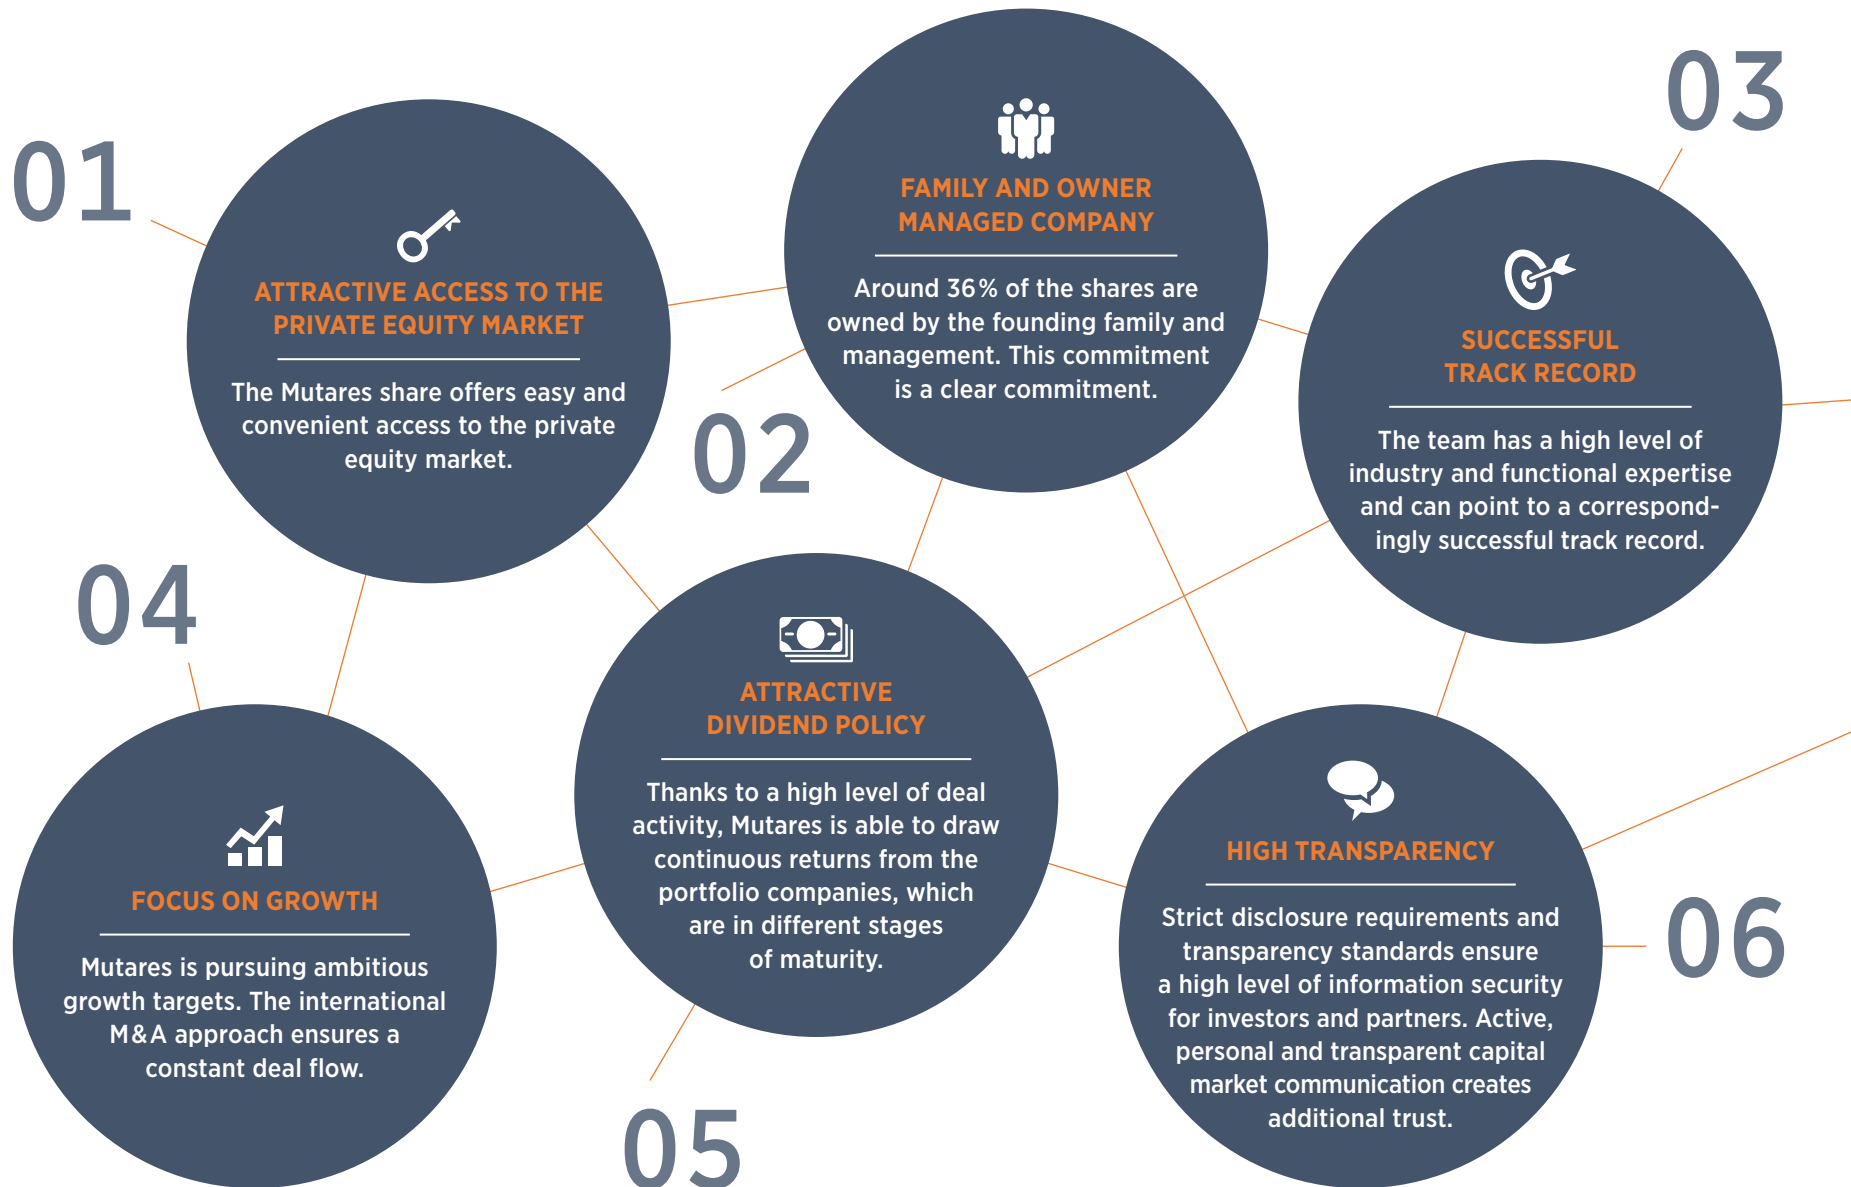 01
ATTRACTIVE ACCESS TO THE
PRIVATE EQUITY MARKET
The Mutares share offers easy and
convenient access to the private
equity market.
02
FAMILY AND OWNER
MANAGED COMPANY
Around 36% of the shares are
owned by the founding family and
management. This commitment
is a clear commitment.
03
SUCCESSFUL
TRACK RECORD
The team has a high level of
industry and functional expertise
and can point to a correspond-
ingly successful track record.
04
FOCUS ON GROWTH
Mutares is pursuing ambitious
growth targets. The international
M&A approach ensures a
constant deal flow.
05
ATTRACTIVE
DIVIDEND POLICY
Thanks to a high level of deal
activity, Mutares is able to draw
continuous returns from the
portfolio companies, which
are in different stages
of maturity.
06
HIGH TRANSPARENCY
Strict disclosure requirements and
transparency standards ensure
a high level of information security
for investors and partners. Active,
personal and transparent capital
market communication creates
additional trust.